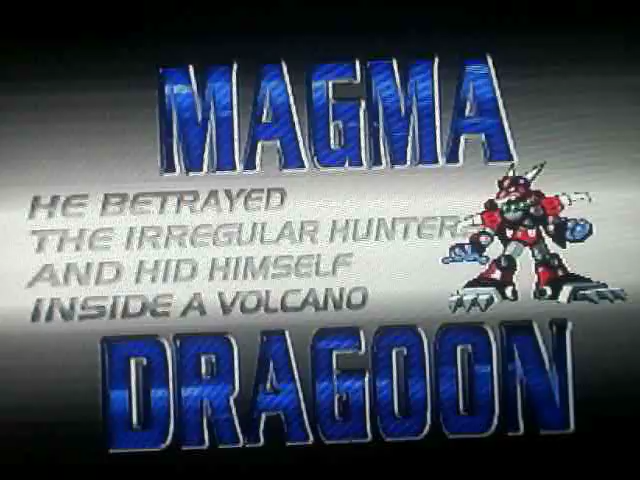 MAGMA
HE BETRAYED
THE IRREGULAR HUNTERS
AND HID HIMSELF
INSIDE A VOLCANO
DRAGOON